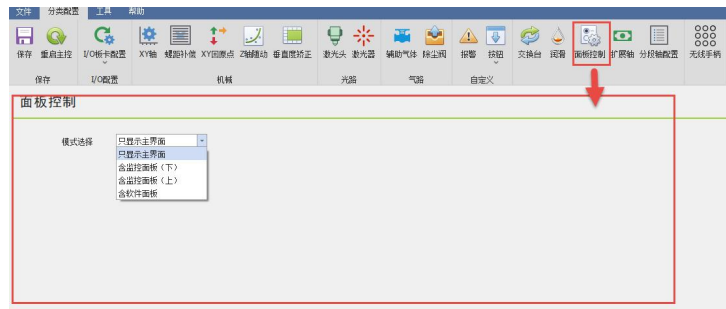 文件 分类配置 工具 帮助
保存 重启主控 I/O板卡配置 XY轴 螺距补偿 XY回原点 Z轴随动 垂直度矫正 激光头 激光器 辅助气体 除尘阀 报警 按钮 交换台 润滑 面板控制 扩展轴 分段轴配置 无线手柄
保存 I/O配置 机械 光路 气路 自定义
面板控制
模式选择 只显示主界面
只显示主界面
含监控面板（下）
含监控面板（上）
含软件面板